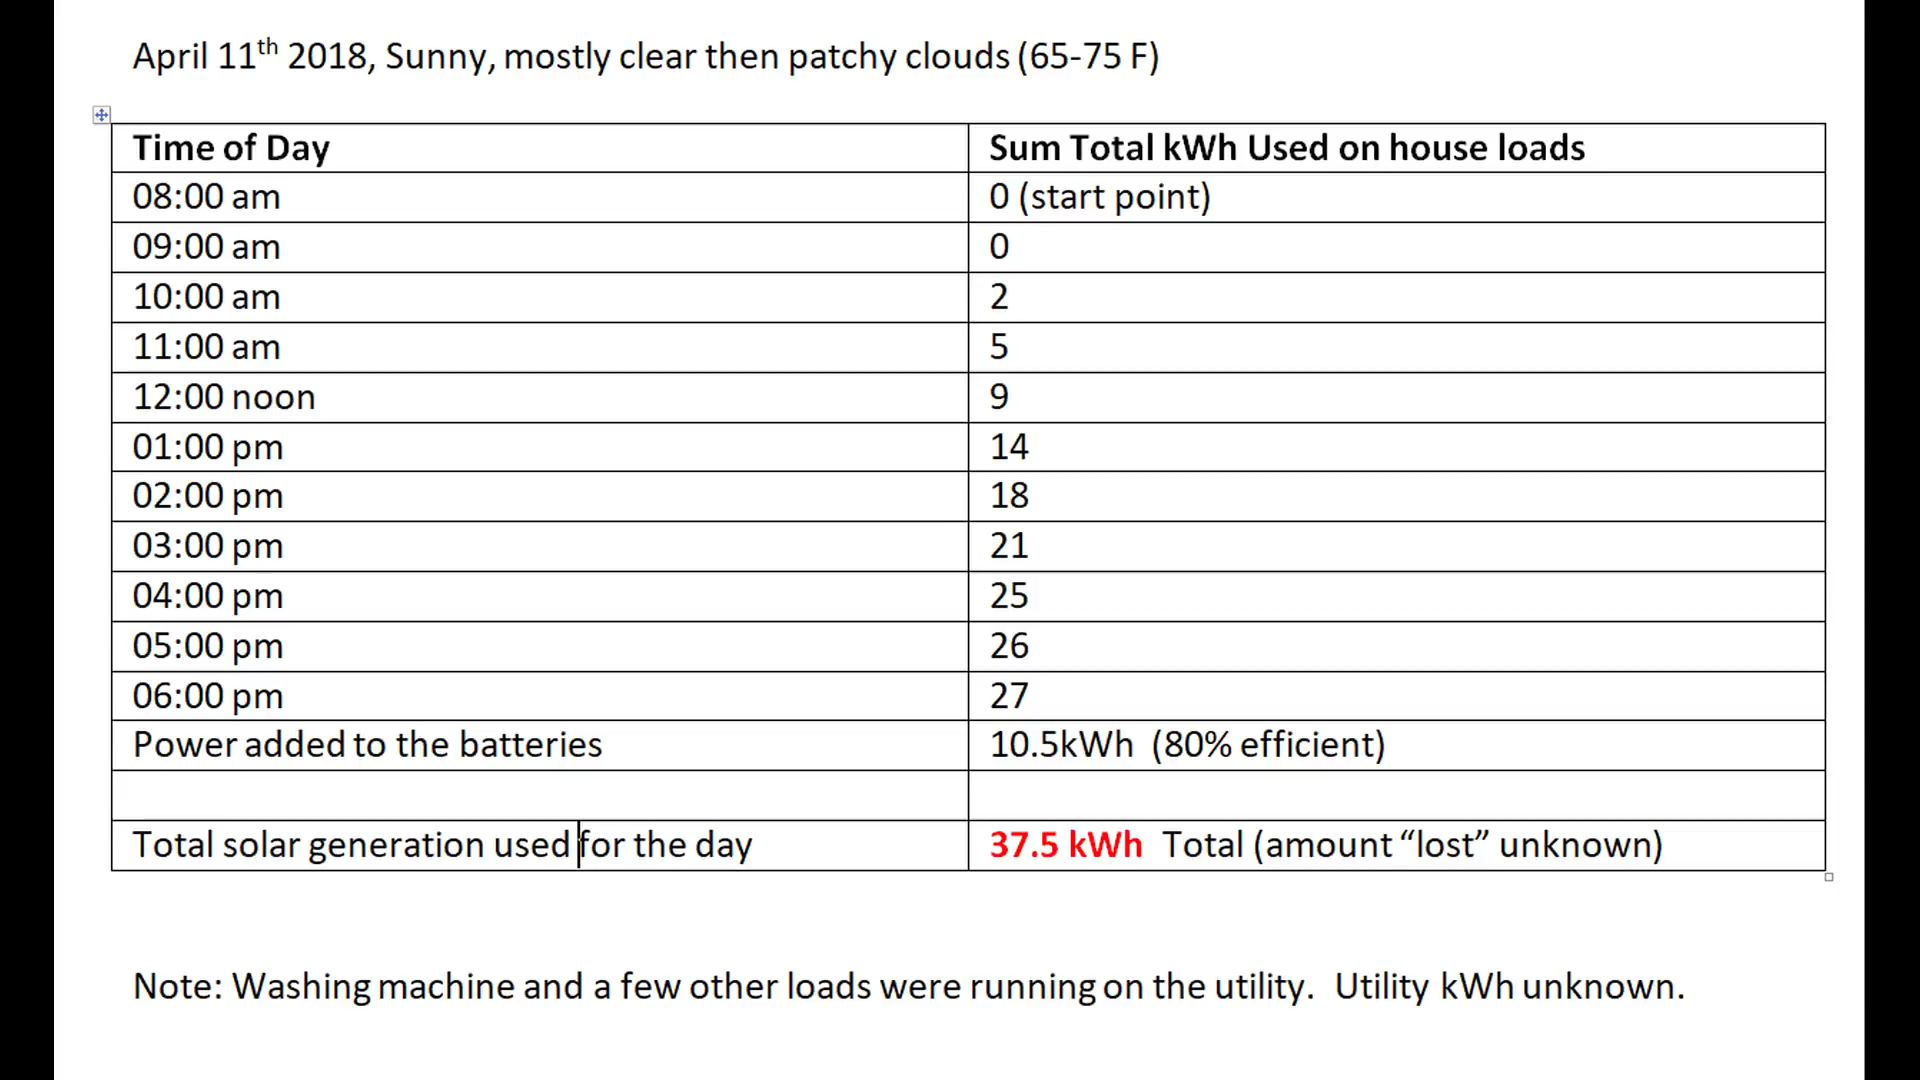 April 11th 2018, Sunny, mostly clear then patchy clouds (65-75 F)
Time of Day Sum Total kWh Used on house loads
08:00 am 0 (start point)
09:00 am 0
10:00 am 2
11:00 am 5
12:00 noon 9
01:00 pm 14
02:00 pm 18
03:00 pm 21
04:00 pm 25
05:00 pm 26
06:00 pm 27
Power added to the batteries 10.5kWh (80% efficient)
Total solar generation used for the day 37.5 kWh Total (amount “lost” unknown)
Note: Washing machine and a few other loads were running on the utility. Utility kWh unknown.